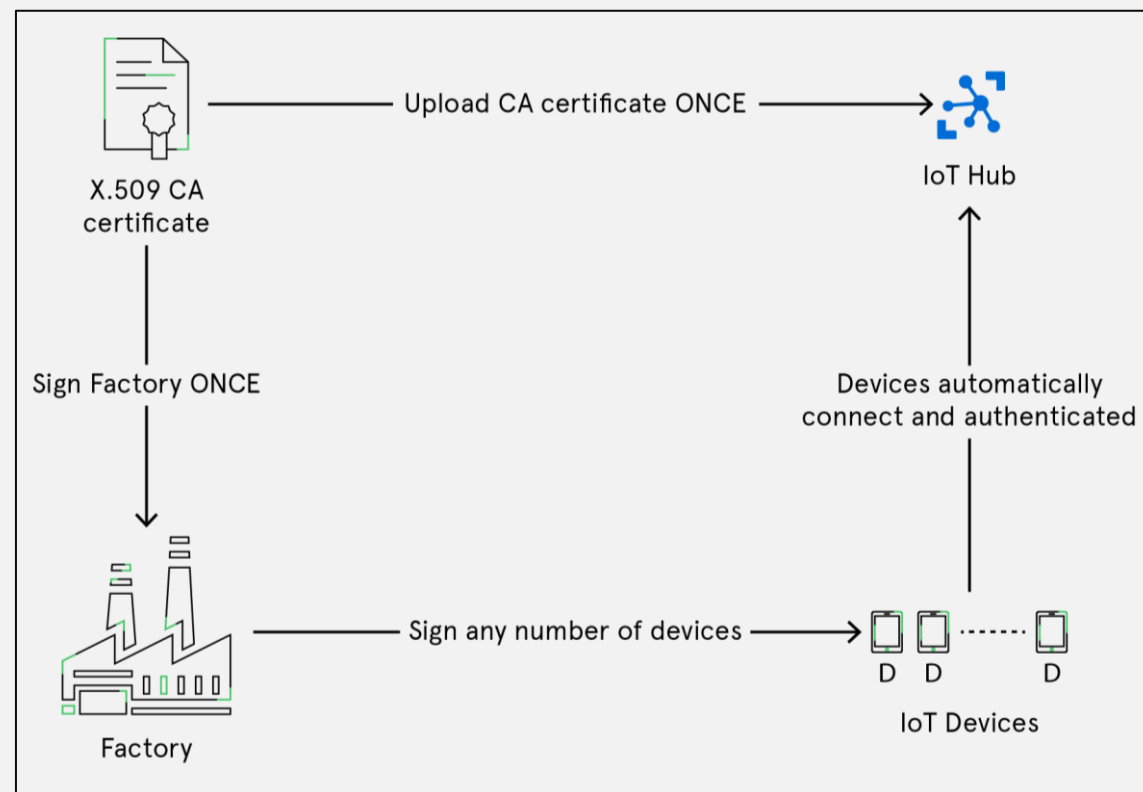 Upload CA certificate ONCE
X.509 CA
certificate
IoT Hub
Sign Factory ONCE
Devices automatically
connect and authenticated
Sign any number of devices
D D D
IoT Devices
Factory